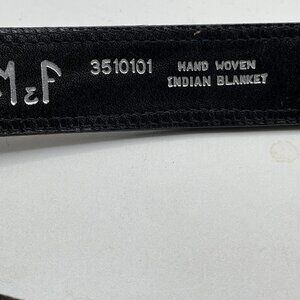 M&F
3510101
HAND WOVEN
INDIAN BLANKET